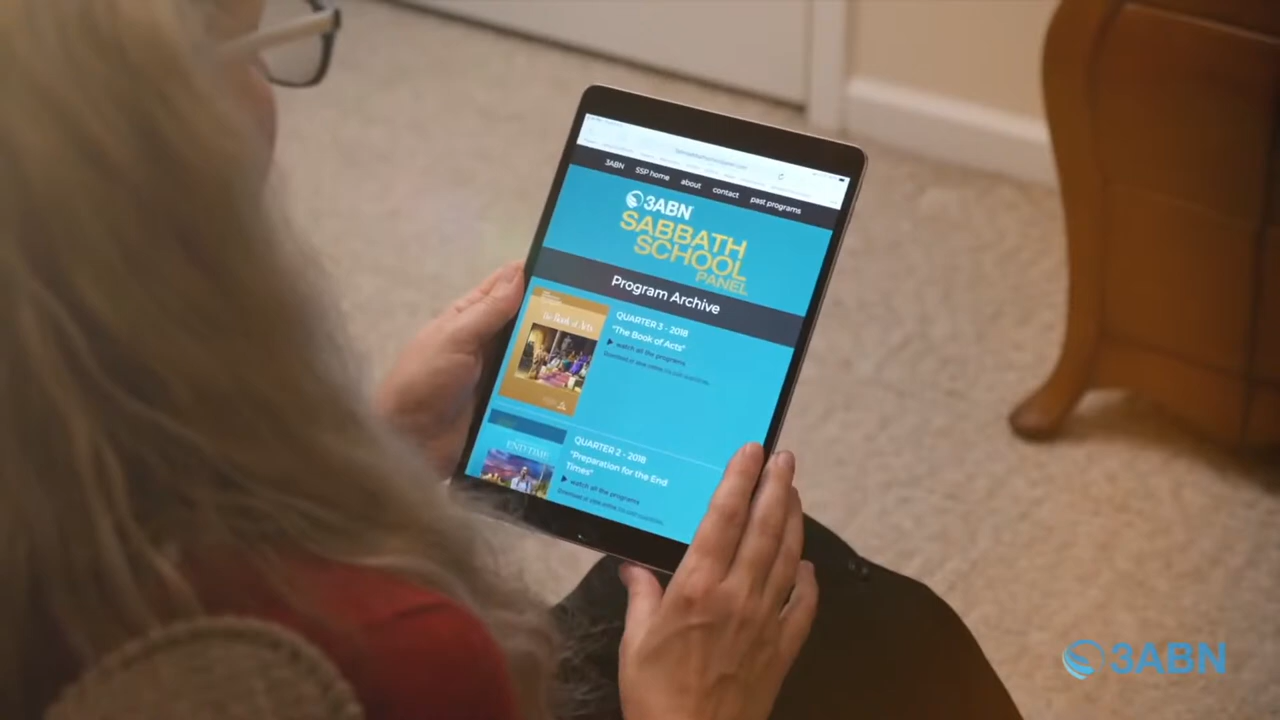 3ABN SSP home about contact past programs
3ABN
SABBATH
SCHOOL
PANEL
Program Archive
The Book of Acts
QUARTER 3 - 2018
"The Book of Acts"
watch all the programs
END TIME
QUARTER 2 - 2018
"Preparation for the End
Times"
watch all the programs
3ABN